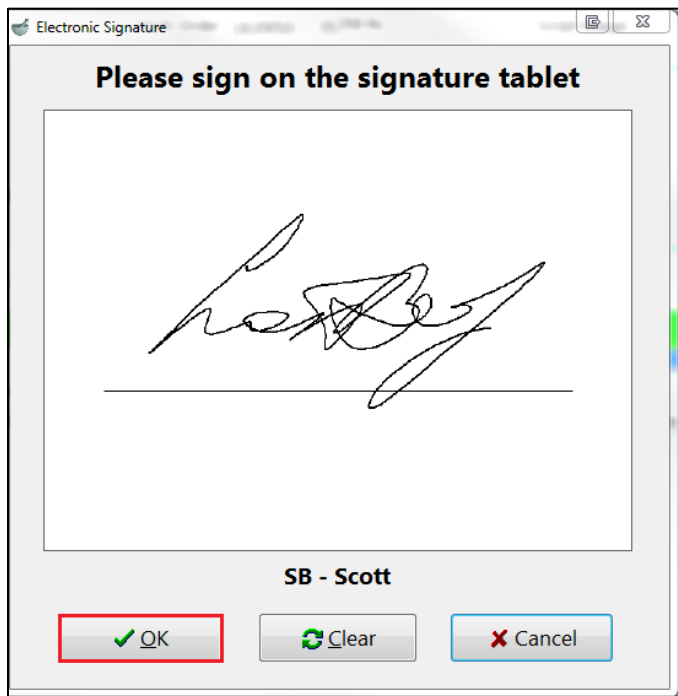 Electronic Signature
Please sign on the signature tablet
SB - Scott
OK
Clear
Cancel